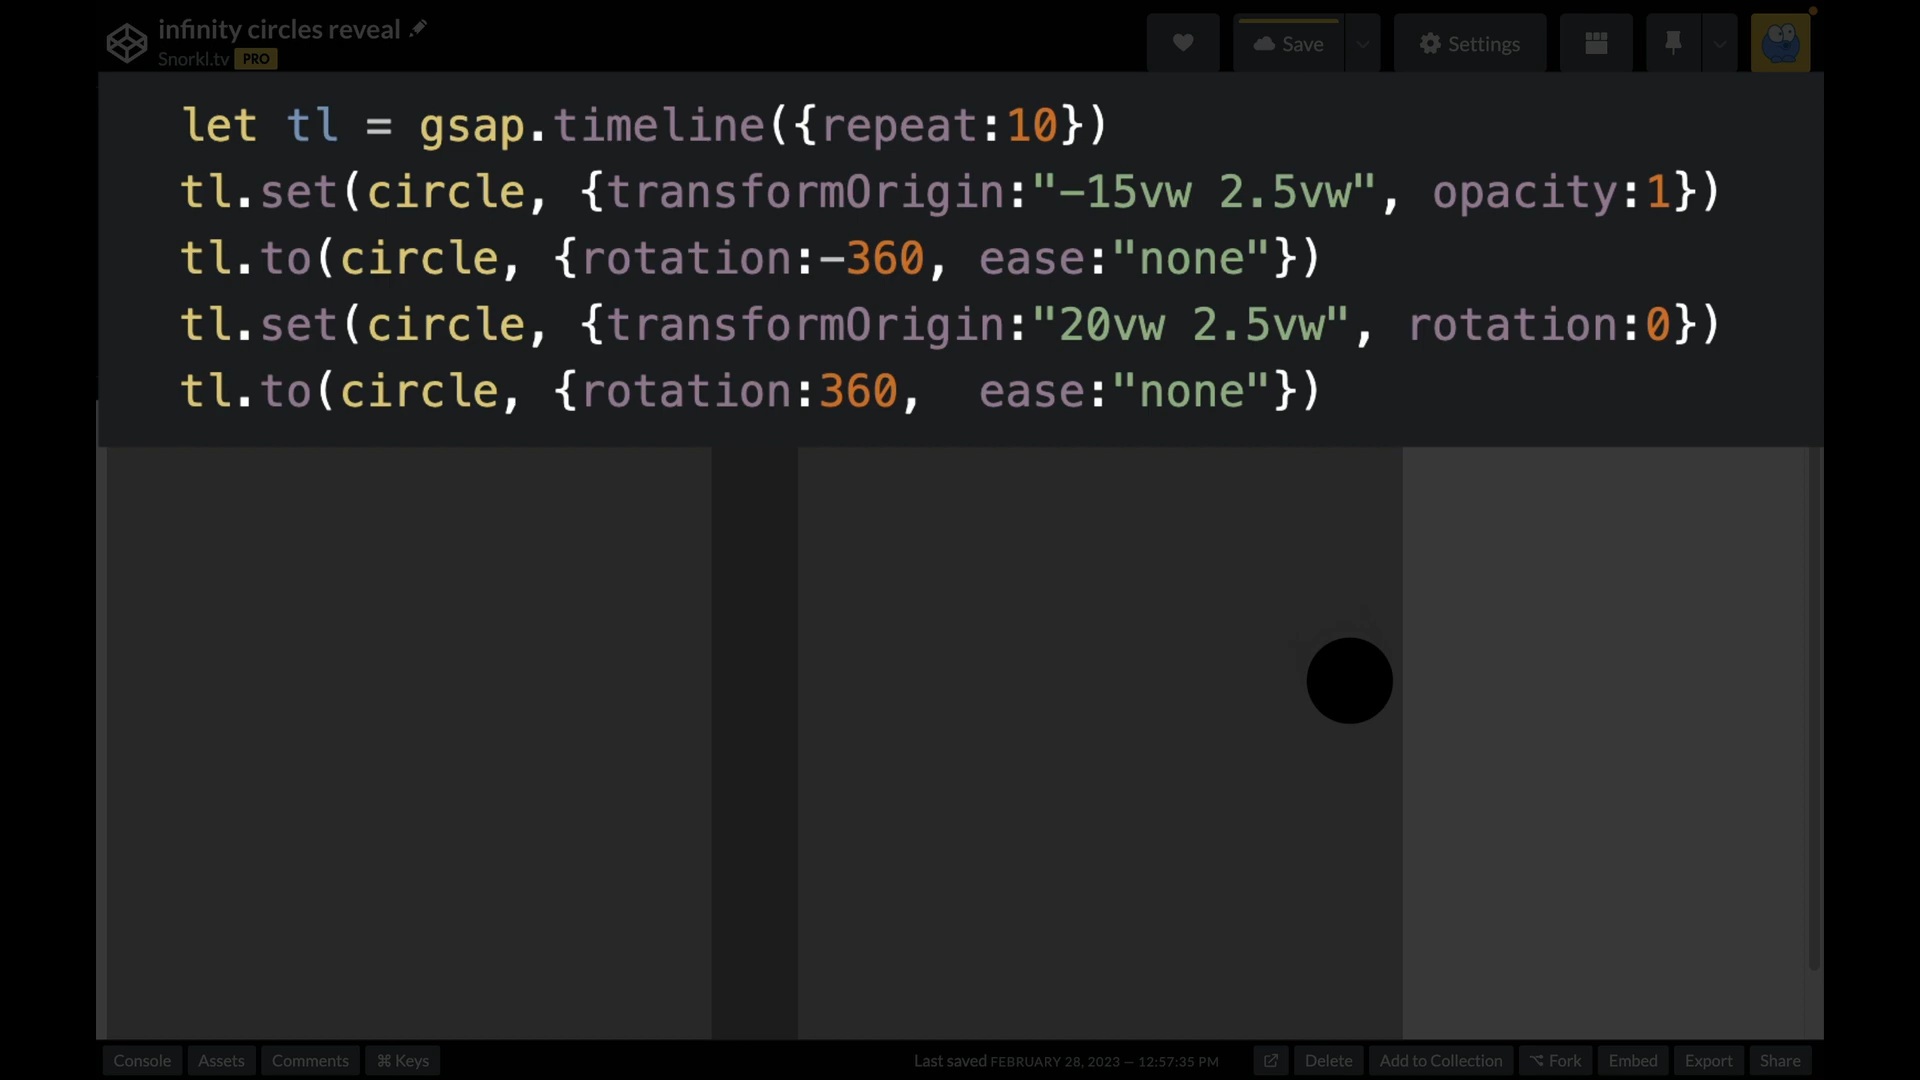 infinity circles reveal
Snorkl.tv PRO
Save
Settings
let tl = gsap.timeline({repeat:10})
tl.set(circle, {transformOrigin:"-15vw 2.5vw", opacity:1})
tl.to(circle, {rotation:-360, ease:"none"})
tl.set(circle, {transformOrigin:"20vw 2.5vw", rotation:0})
tl.to(circle, {rotation:360,  ease:"none"})
Console Assets Comments ⌘ Keys Last saved FEBRUARY 28, 2023 — 12:57:35 PM Delete Add to Collection ⌥ Fork Embed Export Share